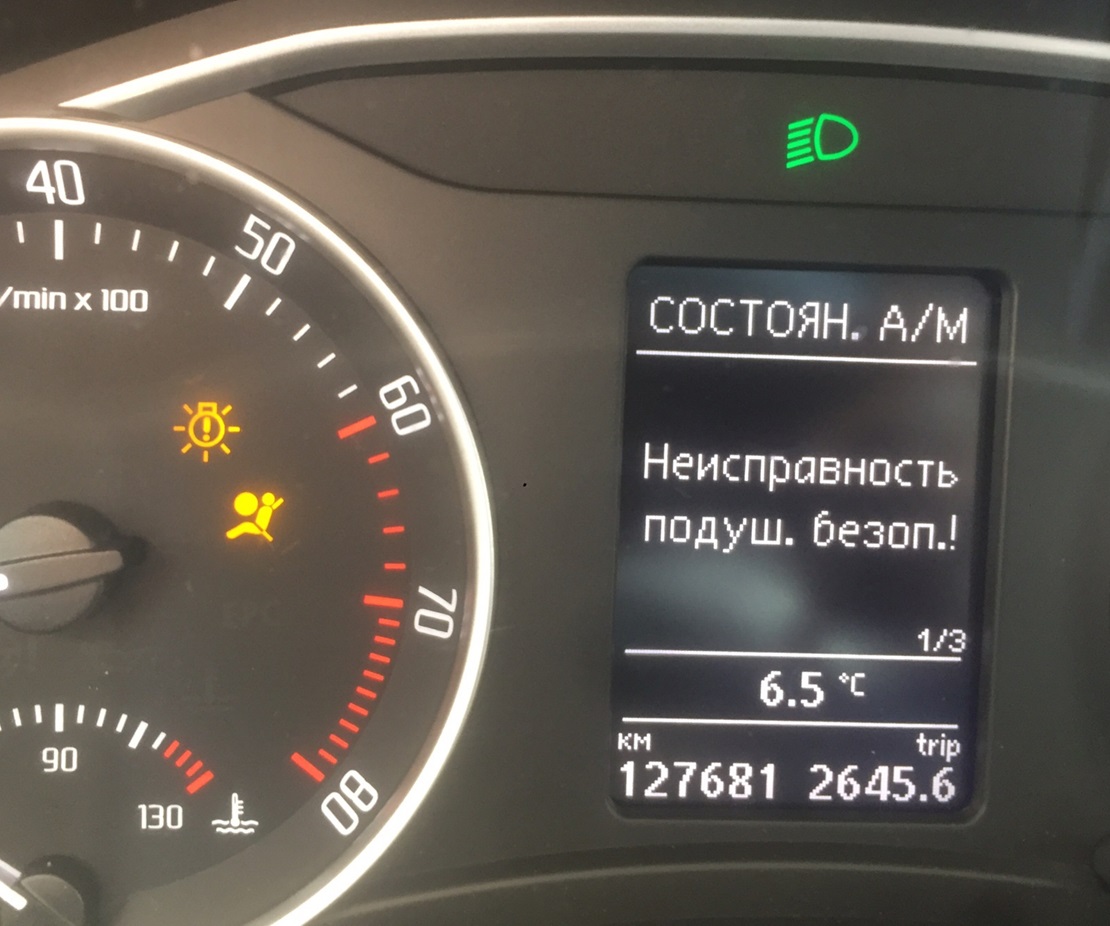 40
50
/min x 100
60
70
80
90
130
СОСТОЯН. А/М
Неисправность
подуш. безоп.!
1/3
6.5 °C
км trip
127681 2645.6